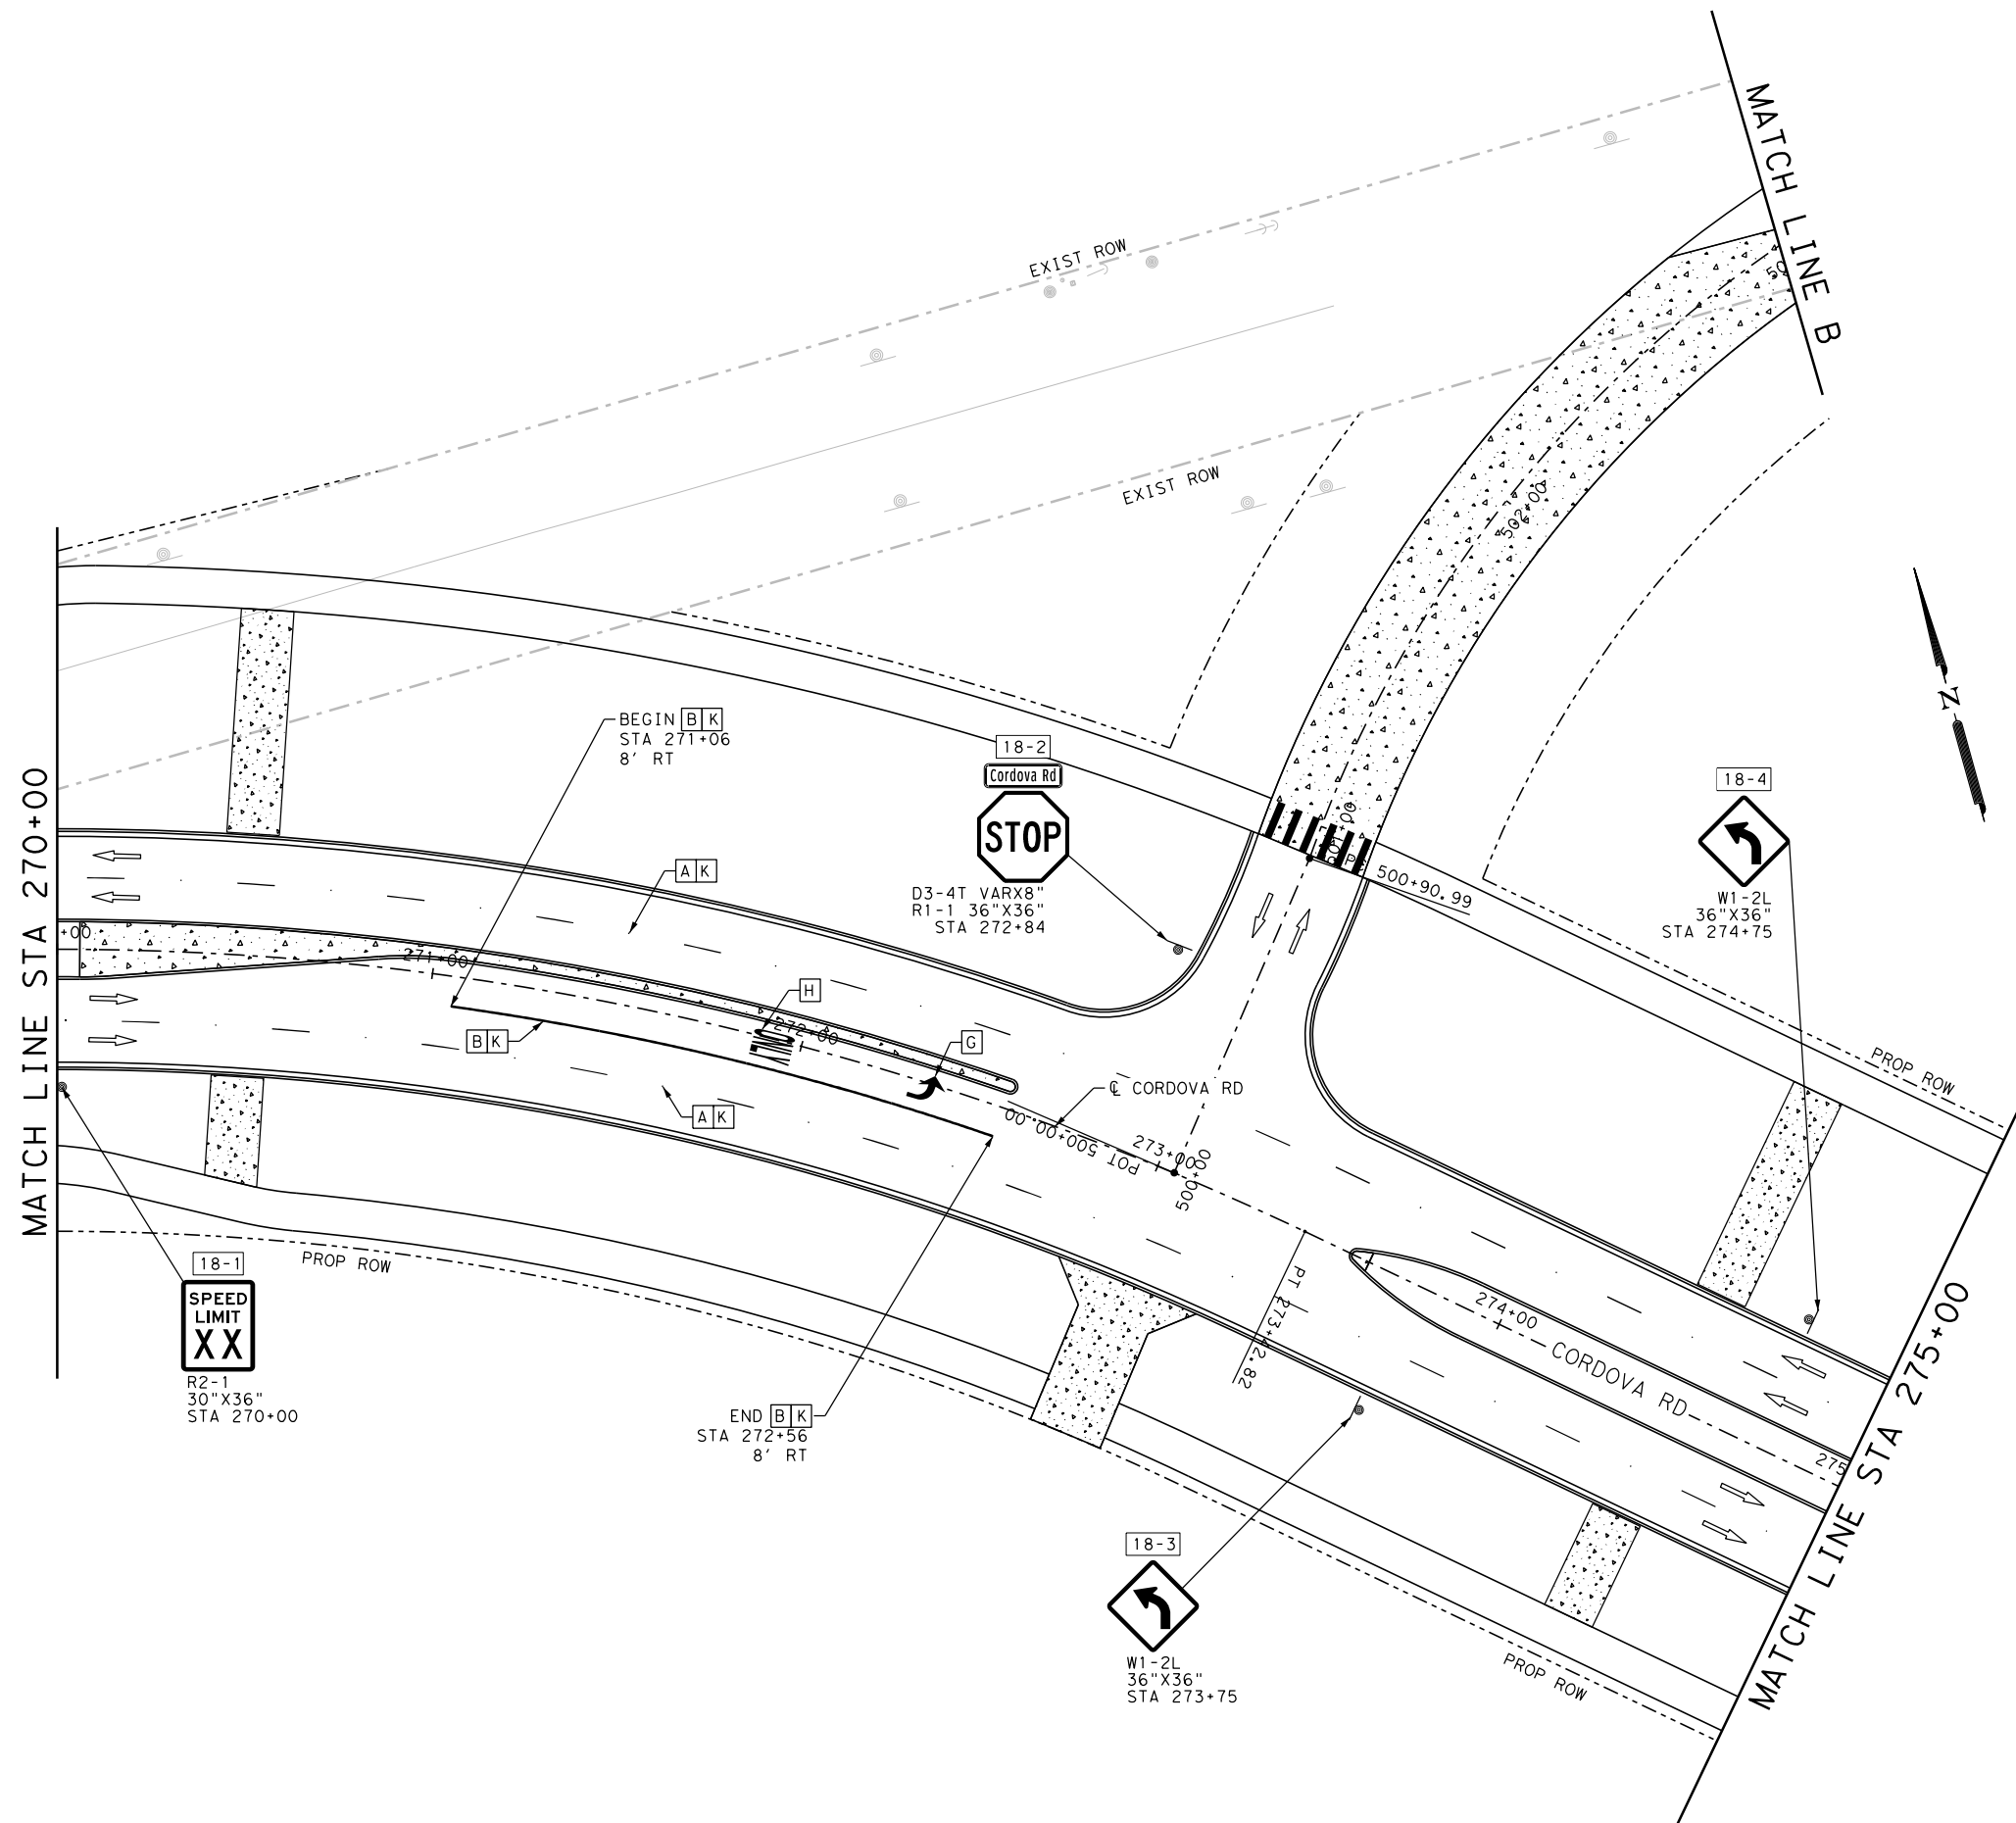 MATCH LINE B
EXIST ROW
EXIST ROW
502+00
N
MATCH LINE STA 270+00
BEGIN B K
STA 271+06
8' RT
18-2
Cordova Rd
STOP
D3-4T VARX8"
R1-1 36"X36"
STA 272+84
18-4
W1-2L
36"X36"
STA 274+75
501+00
500+90.99
A K
+00
271+00
H
272+00
B K
G
A K
℄ CORDOVA RD
POT 500+00.00
273+00
500+00
PROP ROW
PT 273+42.82
274+00
CORDOVA RD
275
MATCH LINE STA 275+00
PROP ROW
18-1
SPEED
LIMIT
XX
R2-1
30"X36"
STA 270+00
END B K
STA 272+56
8' RT
18-3
W1-2L
36"X36"
STA 273+75
PROP ROW